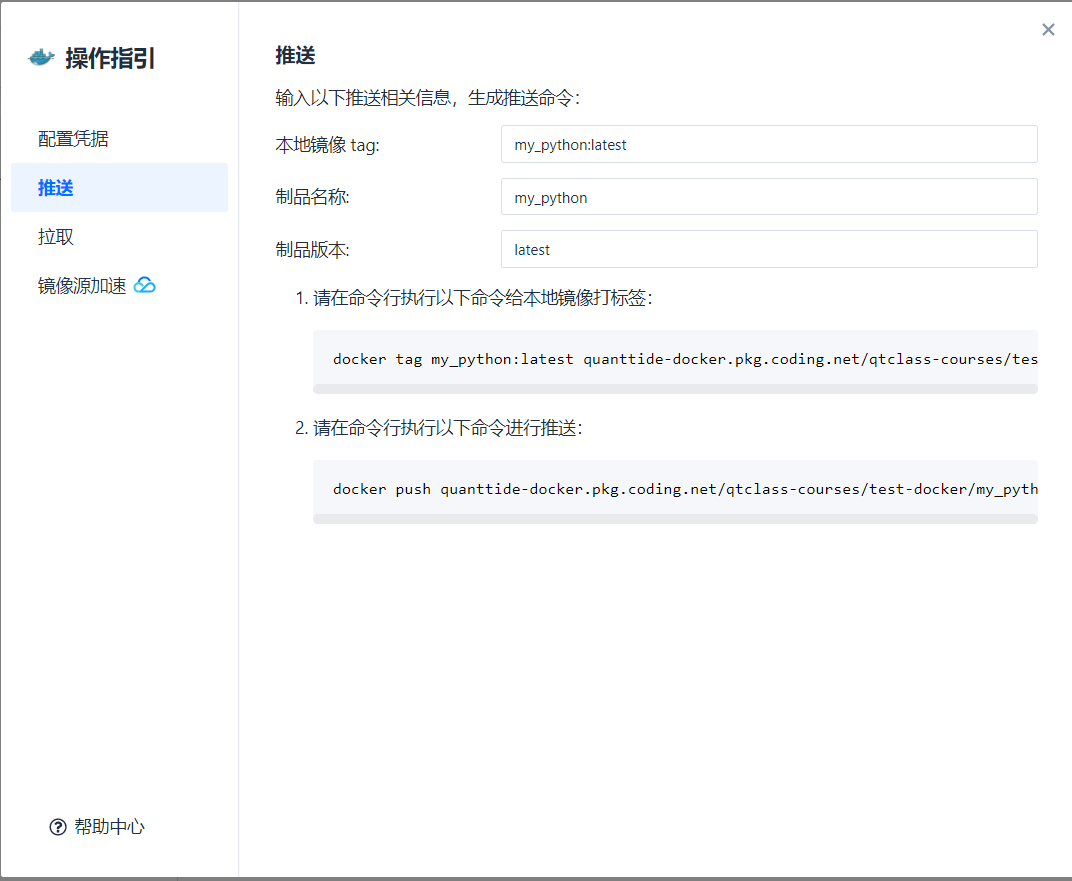 操作指引
配置凭据
推送
拉取
镜像源加速
帮助中心
推送
输入以下推送相关信息，生成推送命令：
本地镜像 tag: my_python:latest
制品名称: my_python
制品版本: latest
1. 请在命令行执行以下命令给本地镜像打标签：
docker tag my_python:latest quanttide-docker.pkg.coding.net/qtclass-courses/tes
2. 请在命令行执行以下命令进行推送：
docker push quanttide-docker.pkg.coding.net/qtclass-courses/test-docker/my_pyth